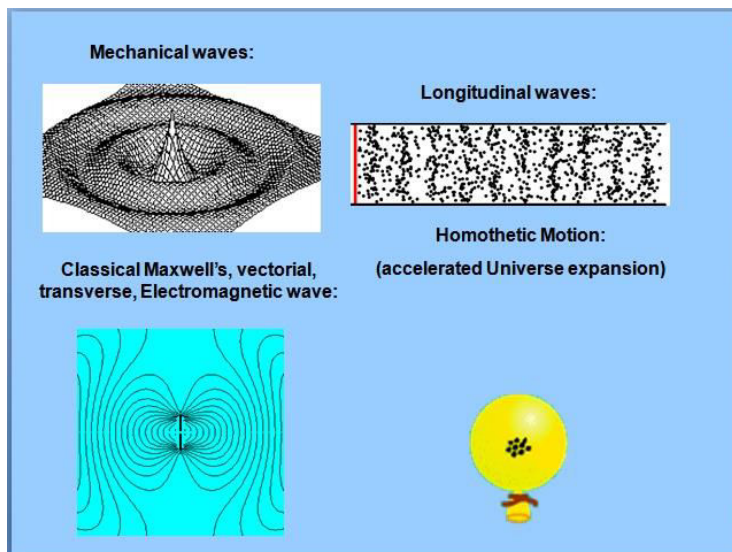 Mechanical waves:
Longitudinal waves:
Homothetic Motion:
(accelerated Universe expansion)
Classical Maxwell's, vectorial,
transverse, Electromagnetic wave: